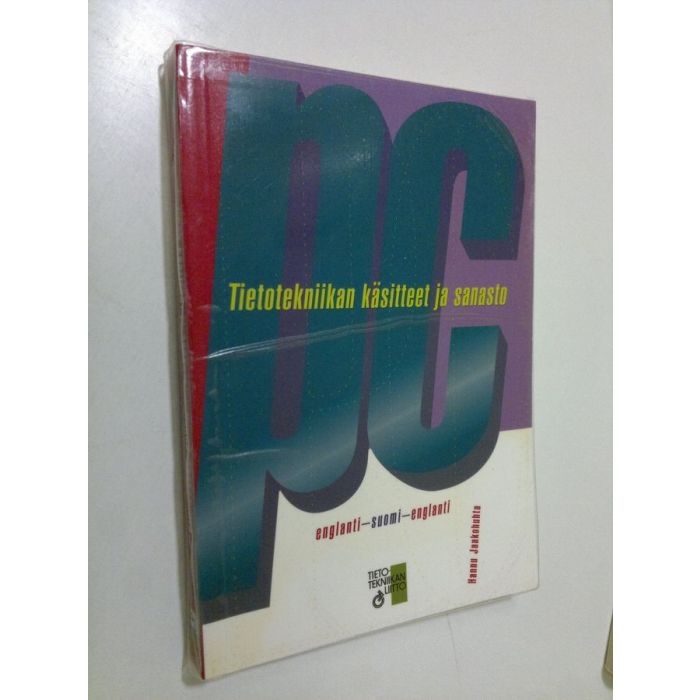 pc
Tietotekniikan käsitteet ja sanasto
englanti–suomi–englanti
Hannu Jaakohuhta
TIETO-
TEKNIIKAN
LIITTO